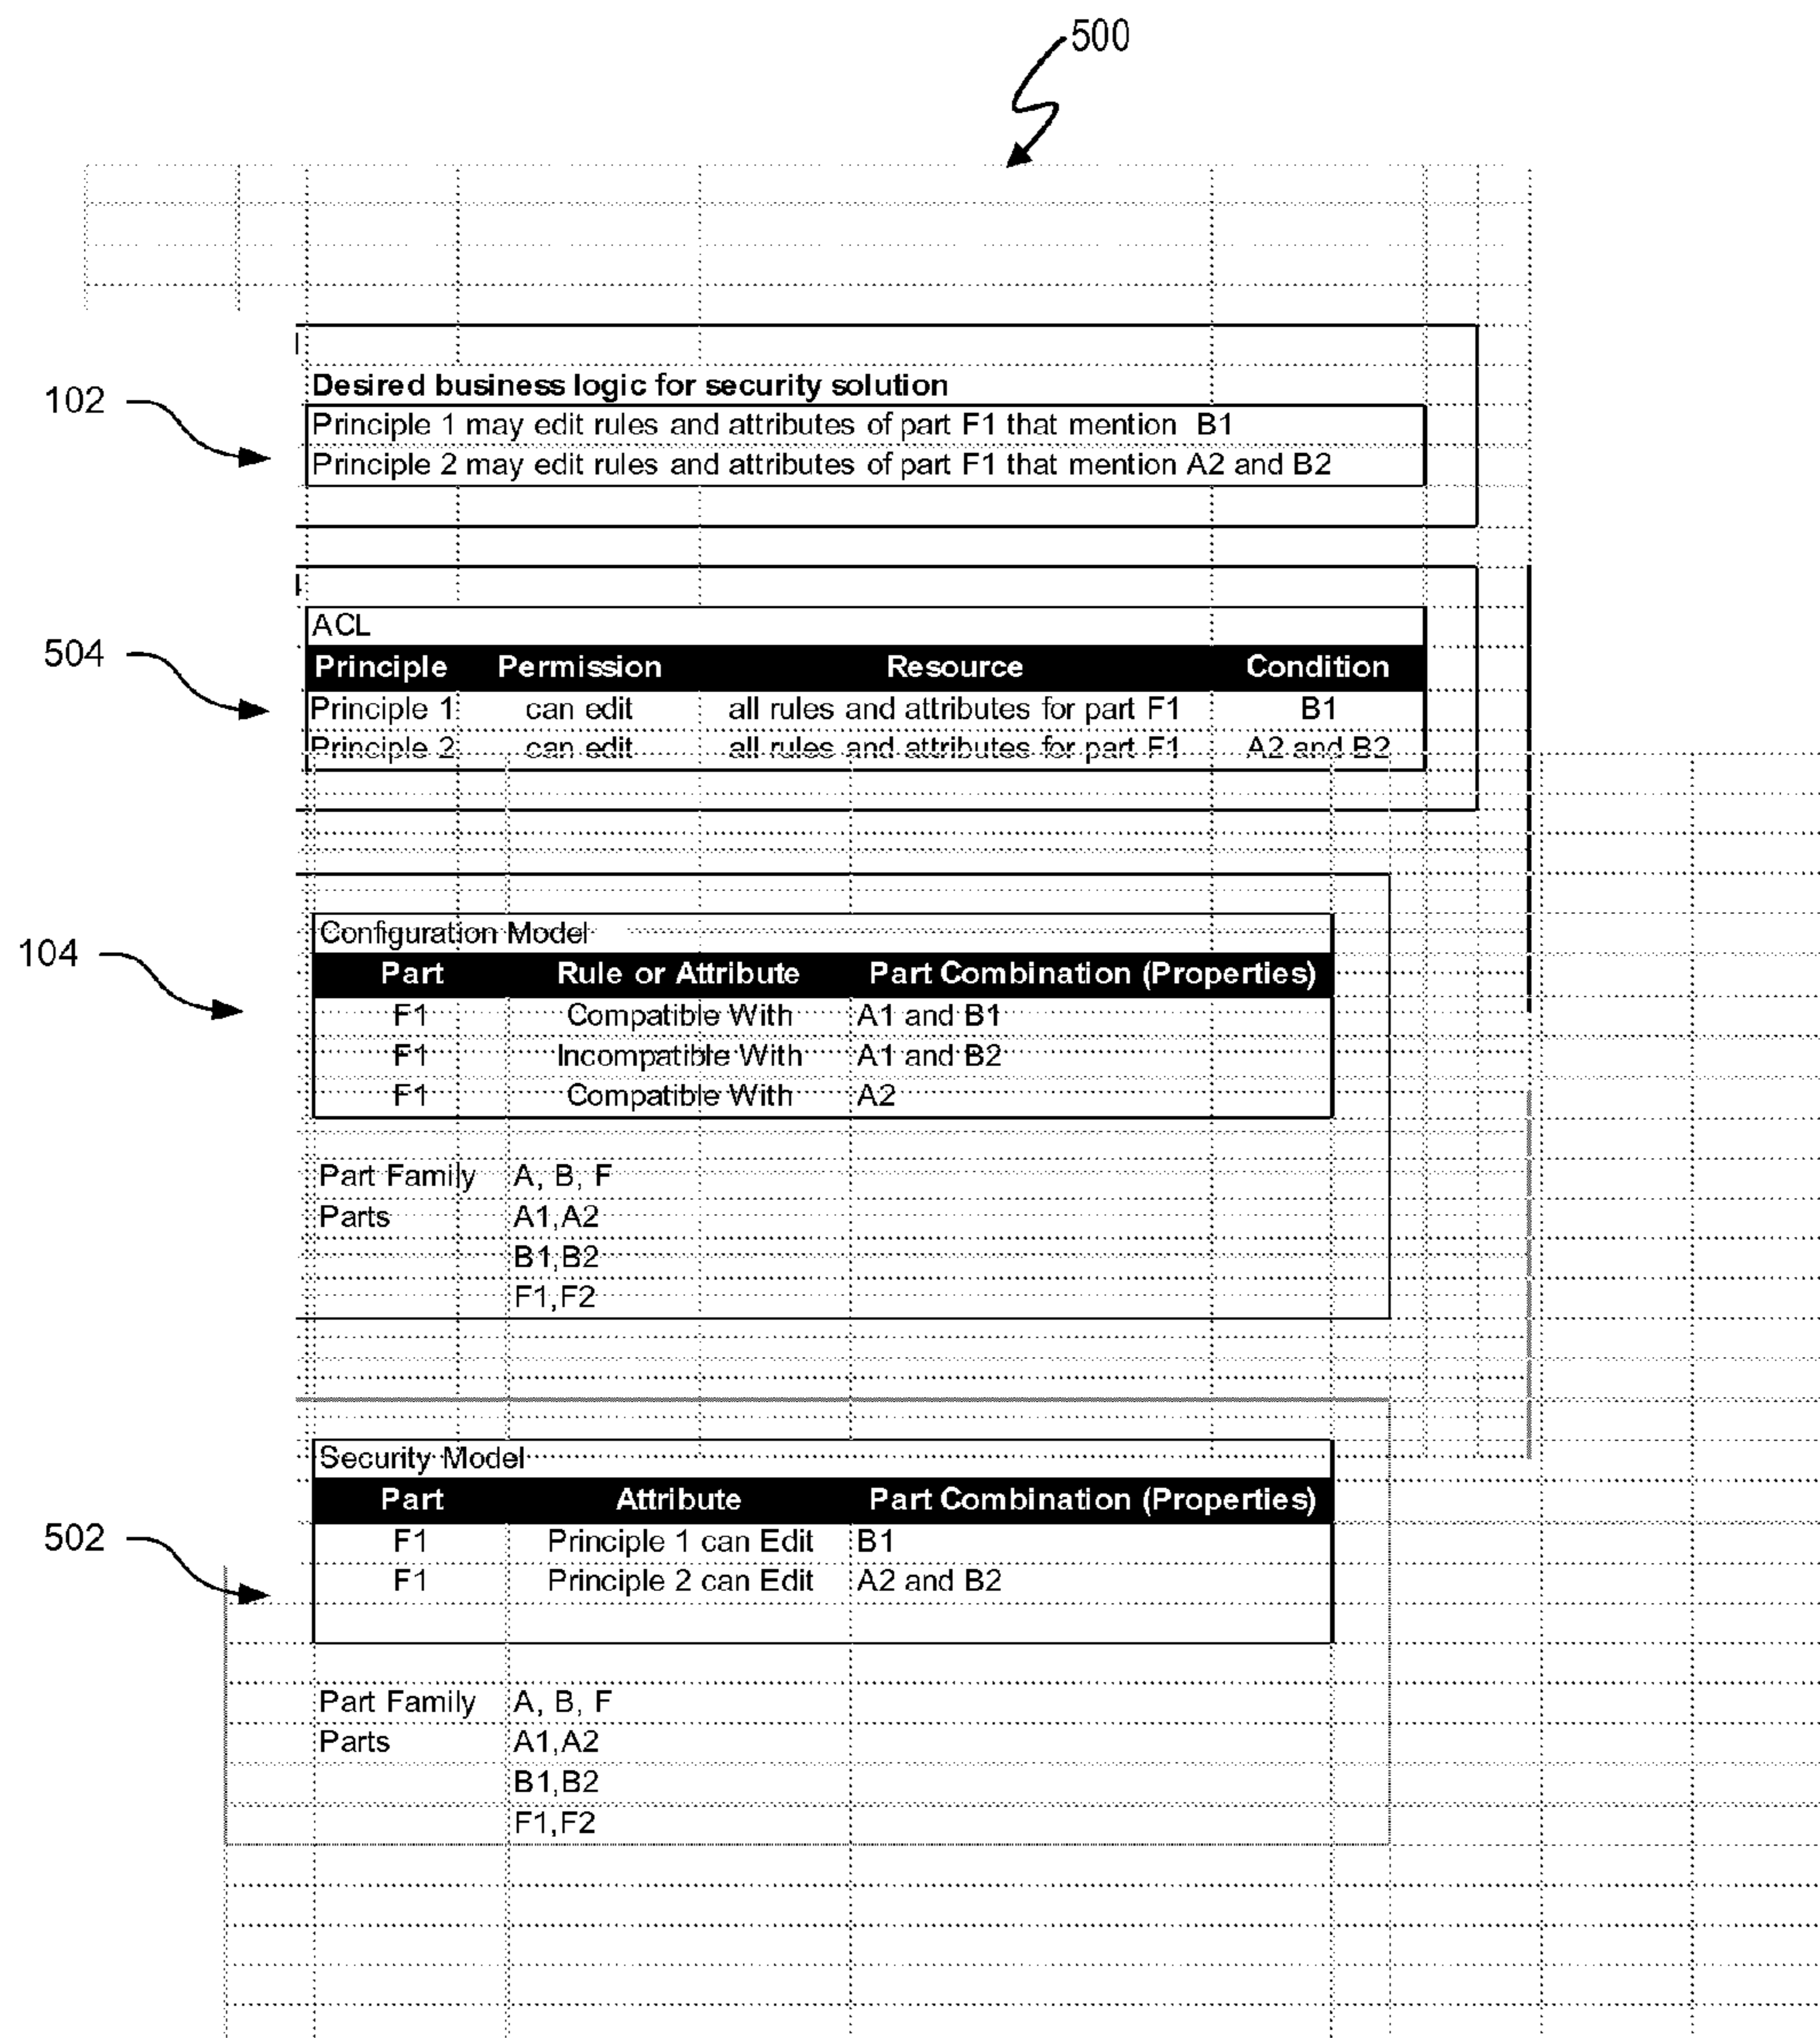 500
102
Desired business logic for security solution
Principle 1 may edit rules and attributes of part F1 that mention B1
Principle 2 may edit rules and attributes of part F1 that mention A2 and B2
504
ACL
Principle Permission Resource Condition
Principle 1 can edit all rules and attributes for part F1 B1
Principle 2 can edit all rules and attributes for part F1 A2 and B2
104
Configuration Model
Part Rule or Attribute Part Combination (Properties)
F1 Compatible With A1 and B1
F1 Incompatible With A1 and B2
F1 Compatible With A2
Part Family A, B, F
Parts A1,A2
B1,B2
F1,F2
502
Security Model
Part Attribute Part Combination (Properties)
F1 Principle 1 can Edit B1
F1 Principle 2 can Edit A2 and B2
Part Family A, B, F
Parts A1,A2
B1,B2
F1,F2